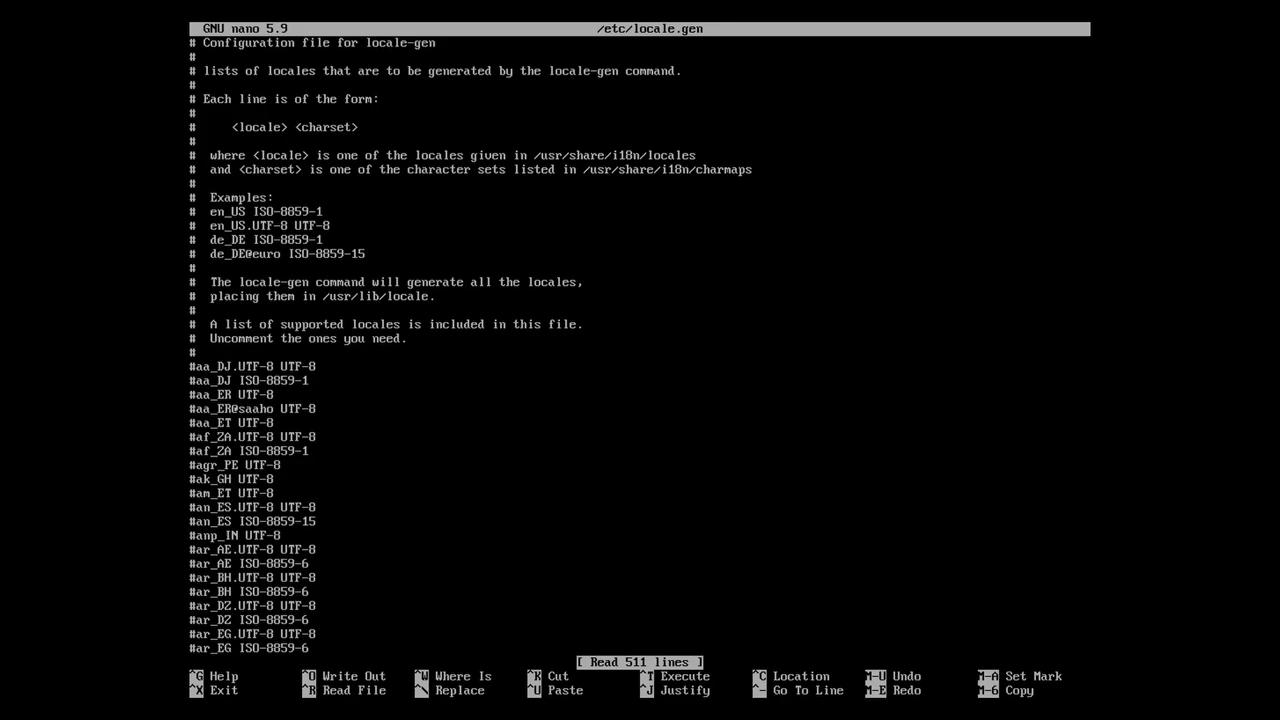 GNU nano 5.9 /etc/locale.gen
# Configuration file for locale-gen
#
# lists of locales that are to be generated by the locale-gen command.
#
# Each line is of the form:
#
#     <locale> <charset>
#
#  where <locale> is one of the locales given in /usr/share/i18n/locales
#  and <charset> is one of the character sets listed in /usr/share/i18n/charmaps
#
#  Examples:
#  en_US ISO-8859-1
#  en_US.UTF-8 UTF-8
#  de_DE ISO-8859-1
#  de_DE@euro ISO-8859-15
#
#  The locale-gen command will generate all the locales,
#  placing them in /usr/lib/locale.
#
#  A list of supported locales is included in this file.
#  Uncomment the ones you need.
#
#aa_DJ.UTF-8 UTF-8
#aa_DJ ISO-8859-1
#aa_ER UTF-8
#aa_ER@saaho UTF-8
#aa_ET UTF-8
#af_ZA.UTF-8 UTF-8
#af_ZA ISO-8859-1
#agr_PE UTF-8
#ak_GH UTF-8
#am_ET UTF-8
#an_ES.UTF-8 UTF-8
#an_ES ISO-8859-15
#anp_IN UTF-8
#ar_AE.UTF-8 UTF-8
#ar_AE ISO-8859-6
#ar_BH.UTF-8 UTF-8
#ar_BH ISO-8859-6
#ar_DZ.UTF-8 UTF-8
#ar_DZ ISO-8859-6
#ar_EG.UTF-8 UTF-8
#ar_EG ISO-8859-6
[ Read 511 lines ]
^G Help ^O Write Out ^W Where Is ^K Cut ^T Execute ^C Location M-U Undo M-A Set Mark
^X Exit ^R Read File ^\ Replace ^U Paste ^J Justify ^- Go To Line M-E Redo M-6 Copy